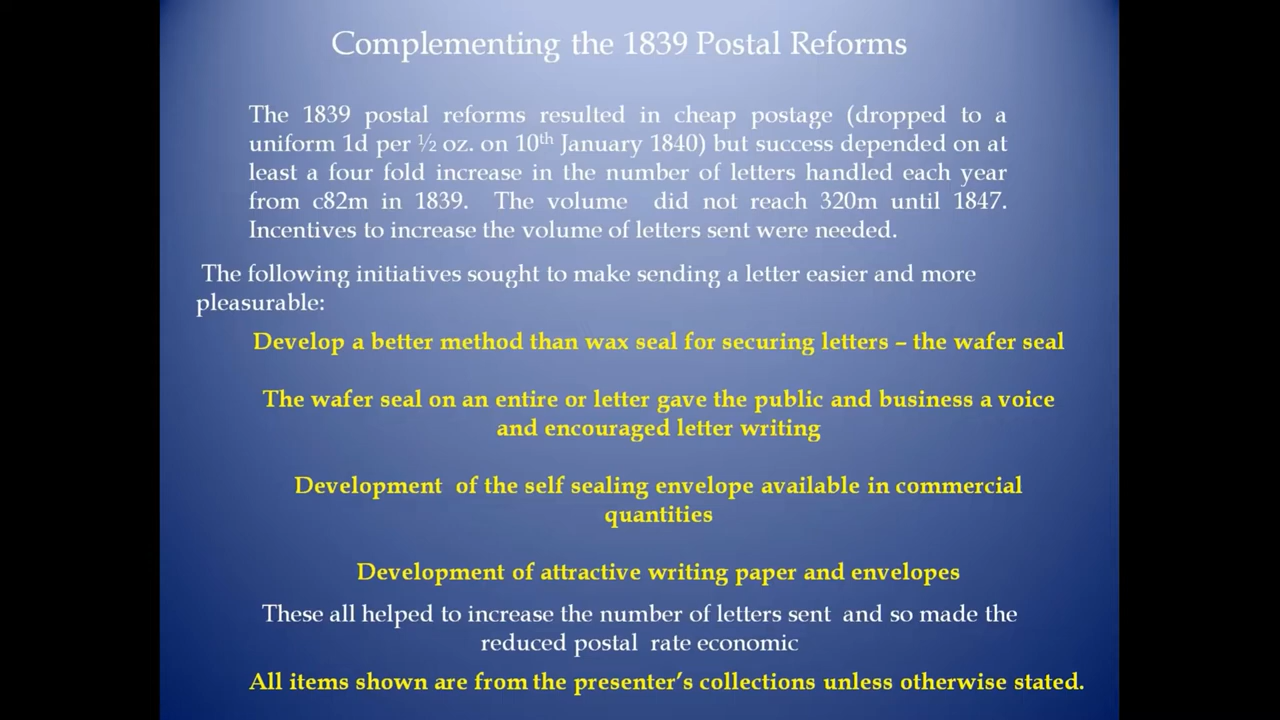 Complementing the 1839 Postal Reforms
The 1839 postal reforms resulted in cheap postage (dropped to a
uniform 1d per ½ oz. on 10th January 1840) but success depended on at
least a four fold increase in the number of letters handled each year
from c82m in 1839. The volume did not reach 320m until 1847.
Incentives to increase the volume of letters sent were needed.
The following initiatives sought to make sending a letter easier and more
pleasurable:
Develop a better method than wax seal for securing letters – the wafer seal
The wafer seal on an entire or letter gave the public and business a voice
and encouraged letter writing
Development of the self sealing envelope available in commercial
quantities
Development of attractive writing paper and envelopes
These all helped to increase the number of letters sent and so made the
reduced postal rate economic
All items shown are from the presenter’s collections unless otherwise stated.